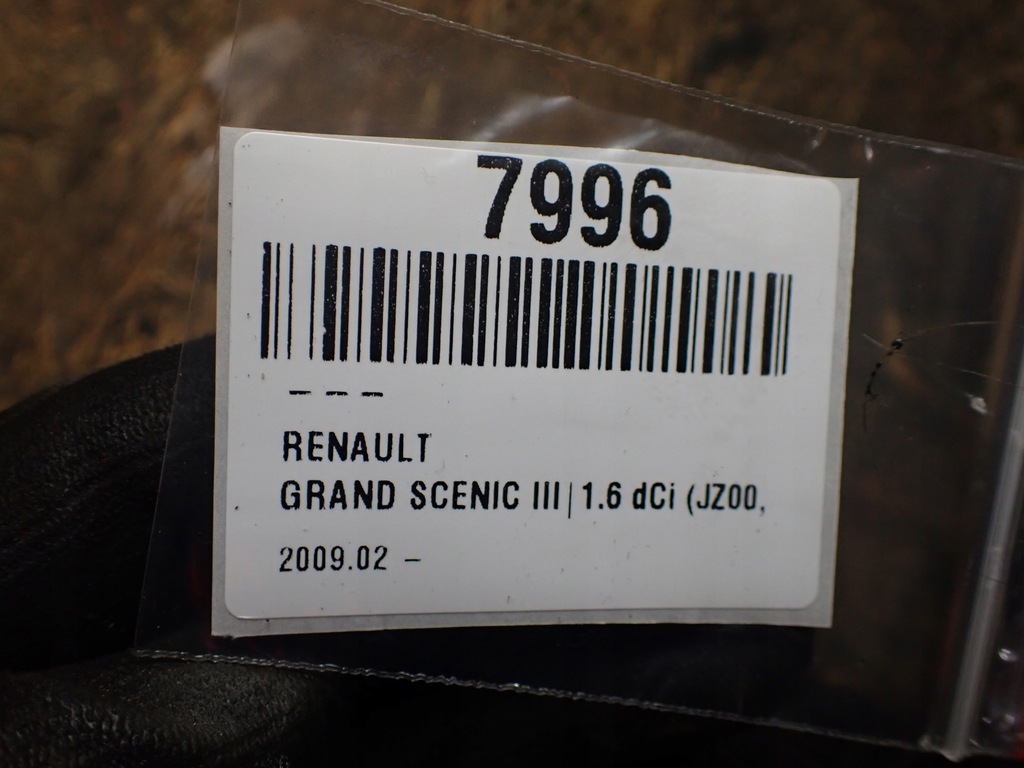 7996
– – –
RENAULT
GRAND SCENIC III | 1.6 dCi (JZ00,
2009.02 –